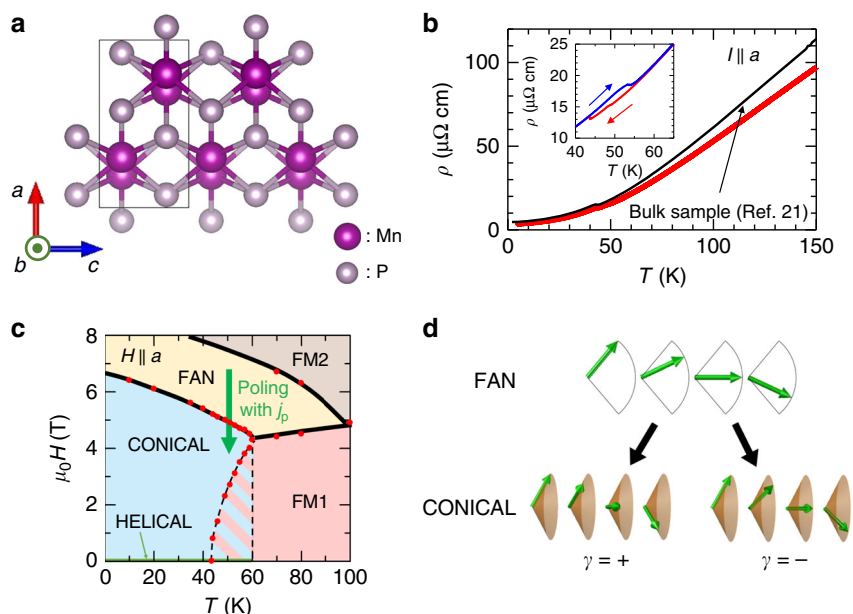 a
a
b
c
: Mn
: P
b
I || a
Bulk sample (Ref. 21)
ρ (μΩ cm)
100
50
0
0
50
100
150
T (K)
ρ (μΩ cm)
25
20
15
10
40
50
60
T (K)
c
H || a
FM2
FAN
Poling
with jp
CONICAL
FM1
HELICAL
μ0H (T)
8
6
4
2
0
0
20
40
60
80
100
T (K)
d
FAN
CONICAL
γ = +
γ = −